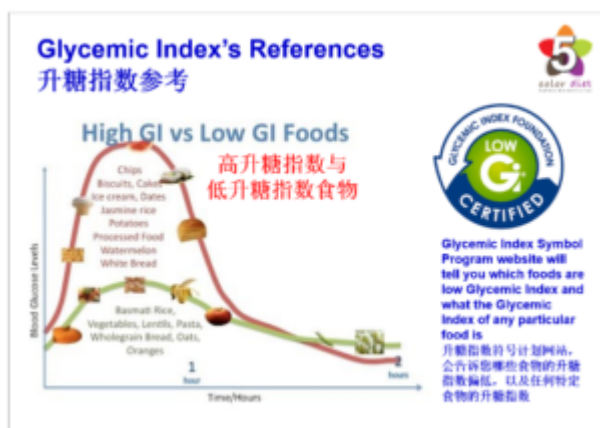 Glycemic Index's References
升糖指数参考
5
color diet
High GI vs Low GI Foods
高升糖指数与
低升糖指数食物
Chips
Biscuits, Cakes
Ice cream, Dates
Jasmine rice
Potatoes
Processed Food
Watermelon
White Bread
Basmati Rice,
Vegetables, Lentils, Pasta,
Wholegrain Bread, Oats,
Oranges
Blood Glucose Levels
1
hour
2
hours
Time/Hours
GLYCEMIC INDEX FOUNDATION
LOW
Gi
CERTIFIED
Glycemic Index Symbol
Program website will
tell you which foods are
low Glycemic Index and
what the Glycemic
Index of any particular
food is
升糖指数符号计划网站,
会告诉您哪些食物的升糖
指数偏低, 以及任何特定
食物的升糖指数